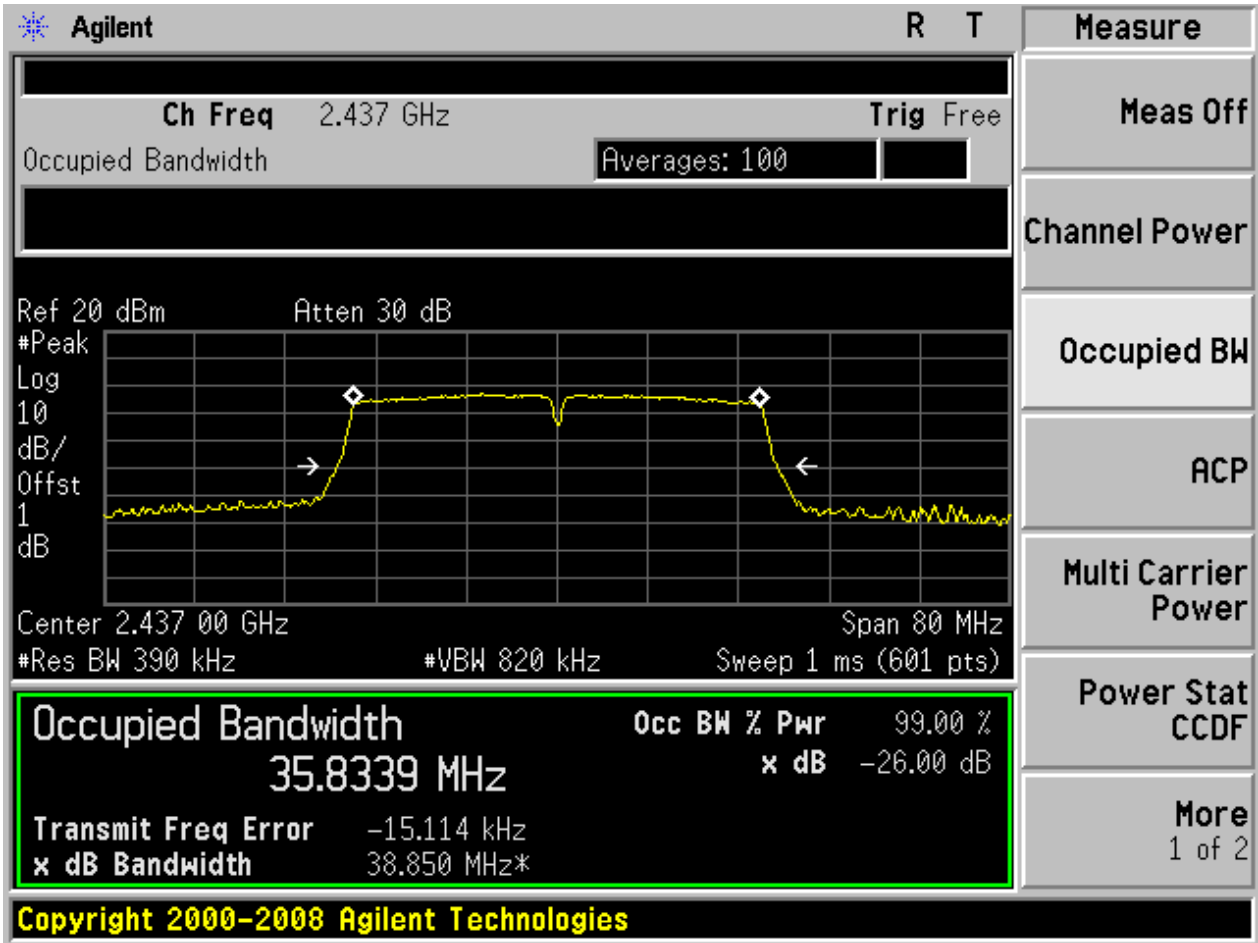 Agilent R T
Ch Freq 2.437 GHz Trig Free
Occupied Bandwidth Averages: 100
Ref 20 dBm Atten 30 dB
#Peak
Log
10
dB/
Offst
1
dB
Center 2.437 00 GHz Span 80 MHz
#Res BW 390 kHz #VBW 820 kHz Sweep 1 ms (601 pts)
Occupied Bandwidth Occ BW % Pwr 99.00 %
35.8339 MHz x dB -26.00 dB
Transmit Freq Error -15.114 kHz
x dB Bandwidth 38.850 MHz*
Copyright 2000-2008 Agilent Technologies
Measure
Meas Off
Channel Power
Occupied BW
ACP
Multi Carrier
Power
Power Stat
CCDF
More
1 of 2